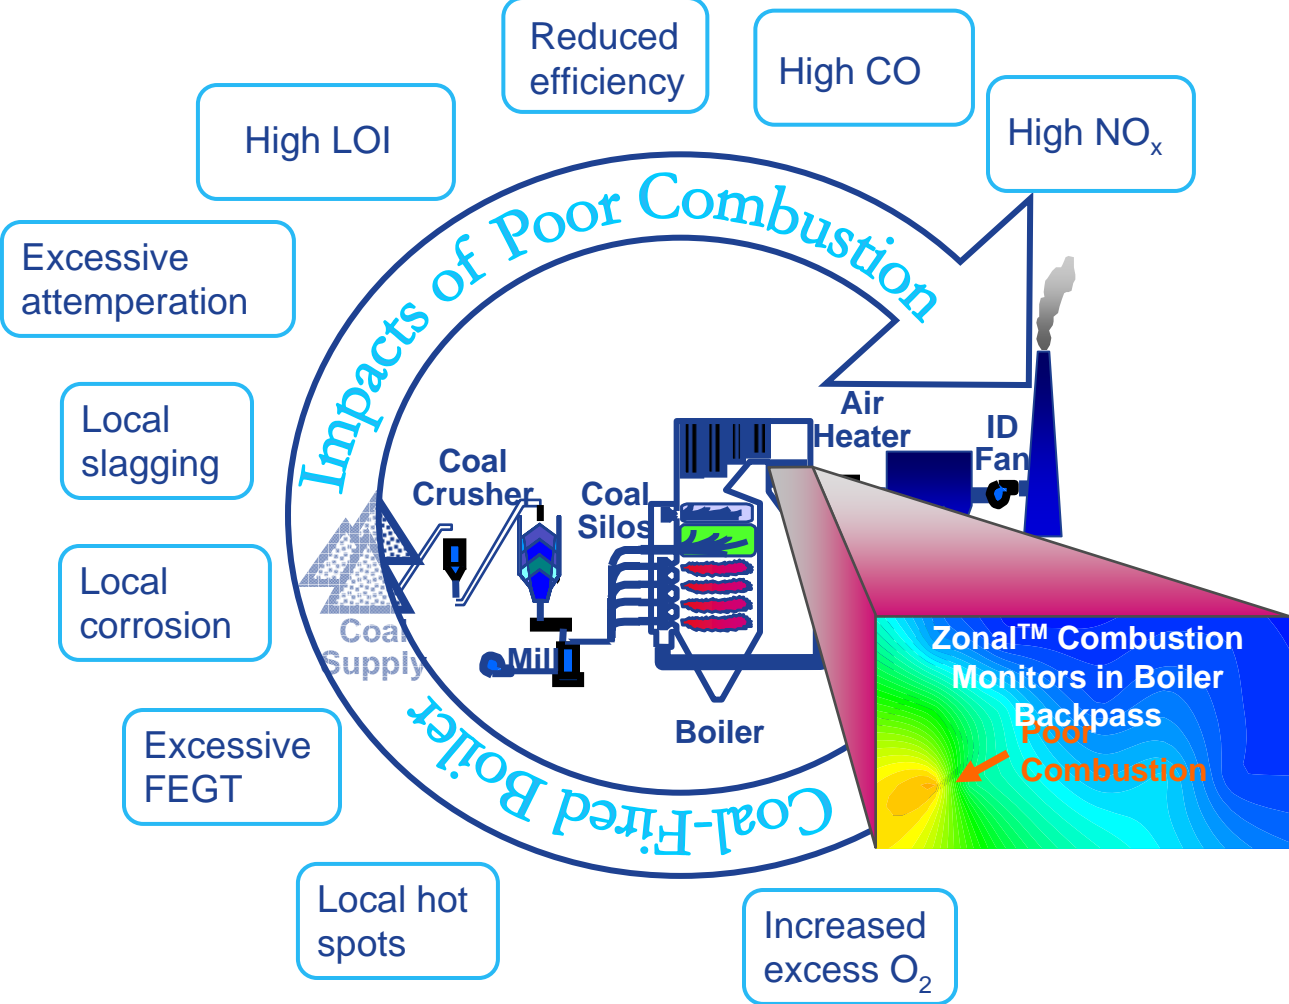 Reduced
efficiency
High CO
High NOx
High LOI
Excessive
attemperation
Local
slagging
Local
corrosion
Excessive
FEGT
Local hot
spots
Increased
excess O2
Coal-Fired Boiler
Impacts of Poor Combustion
Air
Heater
ID
Fan
Coal
Crusher
Coal
Silos
Coal
Supply
Mill
Boiler
Zonal™ Combustion
Monitors in Boiler
Backpass
Poor
Combustion